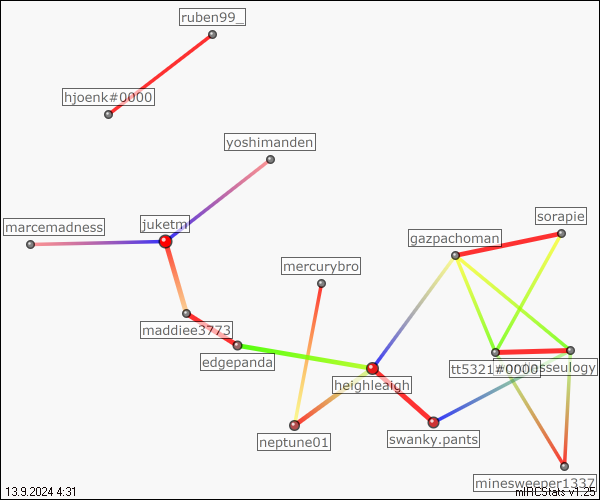 ruben99_
hjoenk#0000
yoshimanden
marcemadness
juketm
sorapie
gazpachoman
mercurybro
maddiee3773
edgepanda
tt5321#0000
heighleaigh
neptune01
swanky.pants
minesweeper1337
13.9.2024 4:31
mIRCStats v1.25